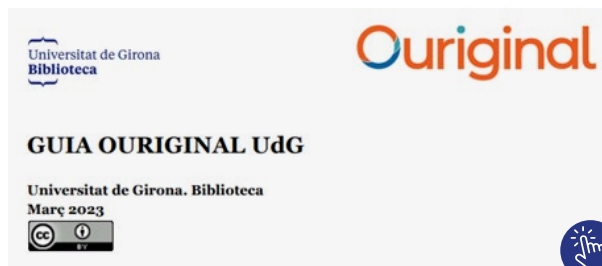 Universitat de Girona
Biblioteca
Ouriginal
GUIA OURIGINAL UdG
Universitat de Girona. Biblioteca
Març 2023
cc
BY